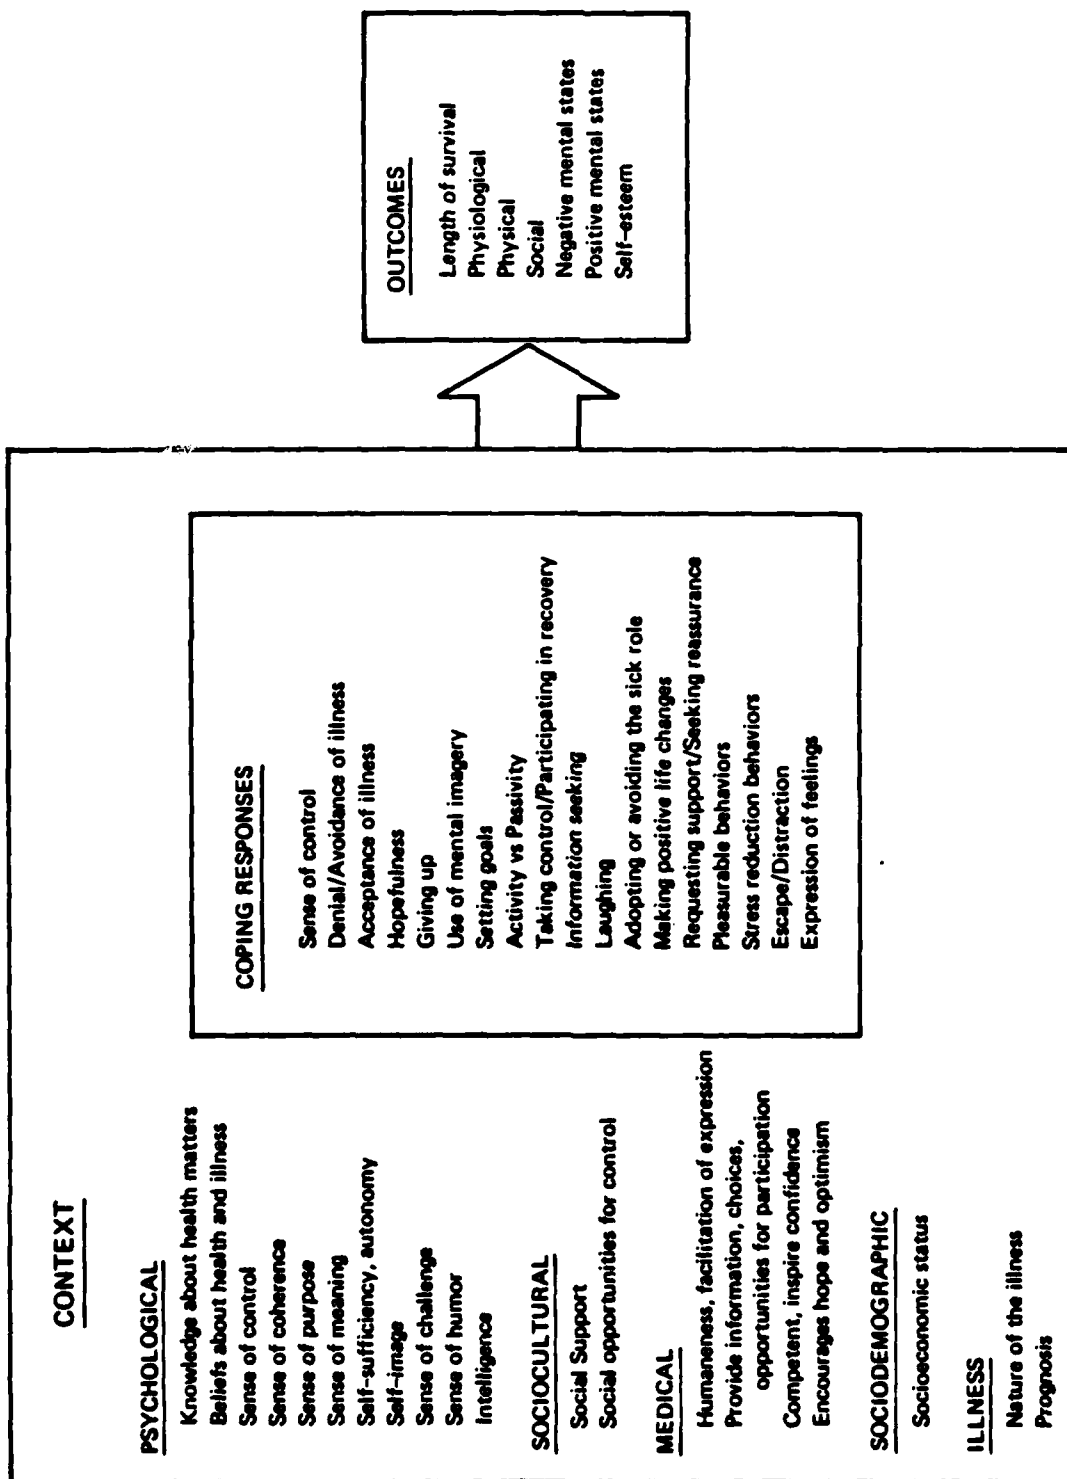 CONTEXT
PSYCHOLOGICAL
Knowledge about health matters
Beliefs about health and illness
Sense of control
Sense of coherence
Sense of purpose
Sense of meaning
Self-sufficiency, autonomy
Self-image
Sense of challenge
Sense of humor
Intelligence
SOCIOCULTURAL
Social Support
Social opportunities for control
MEDICAL
Humaneness, facilitation of expression
Provide information, choices,
opportunities for participation
Competent, inspire confidence
Encourages hope and optimism
SOCIODEMOGRAPHIC
Socioeconomic status
ILLNESS
Nature of the illness
Prognosis
COPING RESPONSES
Sense of control
Denial/Avoidance of illness
Acceptance of illness
Hopefulness
Giving up
Use of mental imagery
Setting goals
Activity vs Passivity
Taking control/Participating in recovery
Information seeking
Laughing
Adopting or avoiding the sick role
Making positive life changes
Requesting support/Seeking reassurance
Pleasurable behaviors
Stress reduction behaviors
Escape/Distraction
Expression of feelings
OUTCOMES
Length of survival
Physiological
Physical
Social
Negative mental states
Positive mental states
Self-esteem